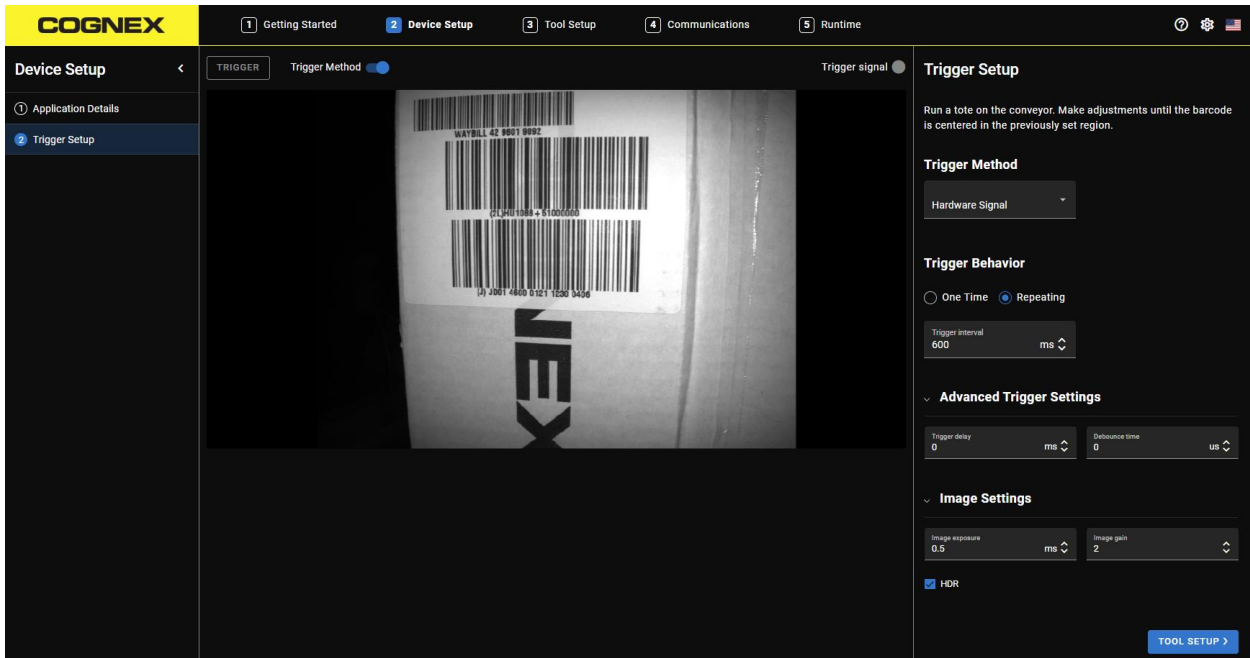 COGNEX
1 Getting Started
2 Device Setup
3 Tool Setup
4 Communications
5 Runtime
Device Setup
1 Application Details
2 Trigger Setup
TRIGGER
Trigger Method
Trigger signal
WAYBILL 42 9801 9092
(2L)HU1089 + 51000000
(J) JD01 4600 0121 1230 0406
NEX
Trigger Setup
Run a tote on the conveyor. Make adjustments until the barcode
is centered in the previously set region.
Trigger Method
Hardware Signal
Trigger Behavior
One Time
Repeating
Trigger interval
600 ms
Advanced Trigger Settings
Trigger delay
0 ms
Debounce time
0 us
Image Settings
Image exposure
0.5 ms
Image gain
2
HDR
TOOL SETUP >